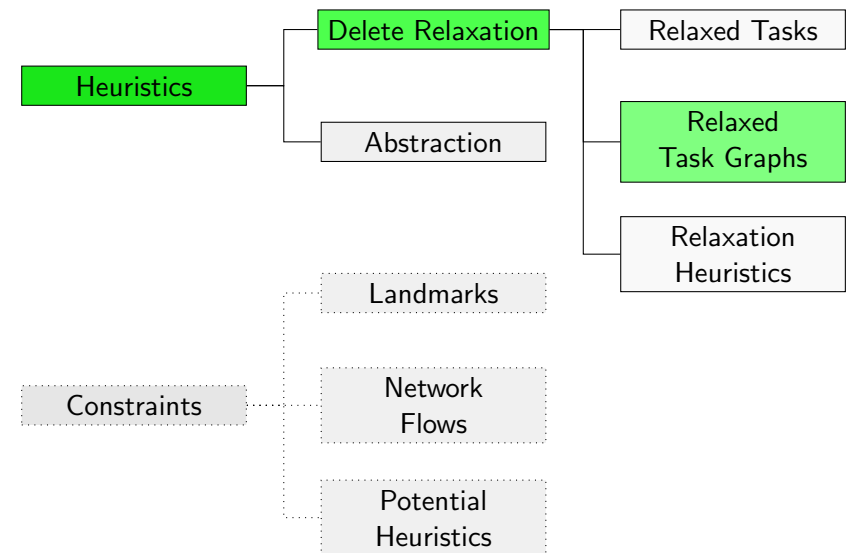 Heuristics
Delete Relaxation
Abstraction
Relaxed Tasks
Relaxed
Task Graphs
Relaxation
Heuristics
Constraints
Landmarks
Network
Flows
Potential
Heuristics